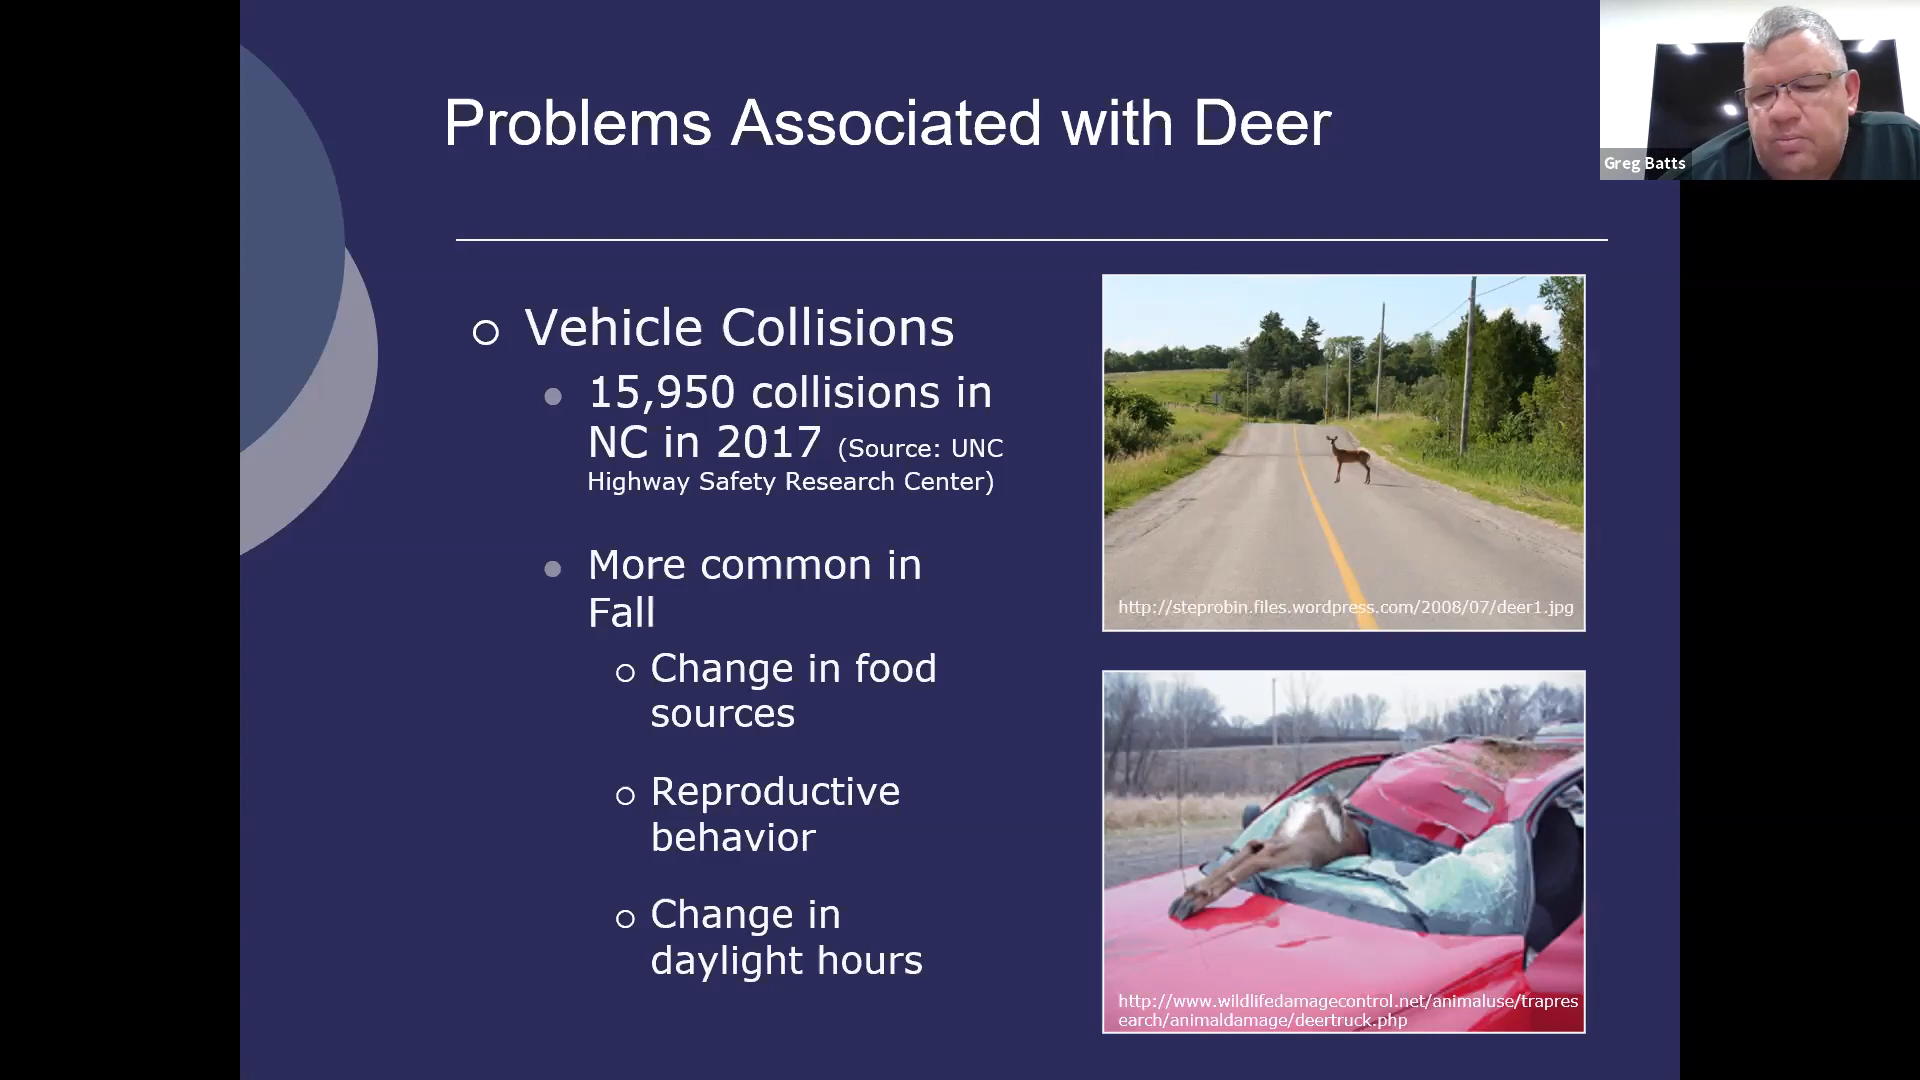 Problems Associated with Deer
Greg Batts
Vehicle Collisions
15,950 collisions in
NC in 2017 (Source: UNC
Highway Safety Research Center)
More common in
Fall
Change in food
sources
Reproductive
behavior
Change in
daylight hours
http://steprobin.files.wordpress.com/2008/07/deer1.jpg
http://www.wildlifedamagecontrol.net/animaluse/trapres
earch/animaldamage/deertruck.php